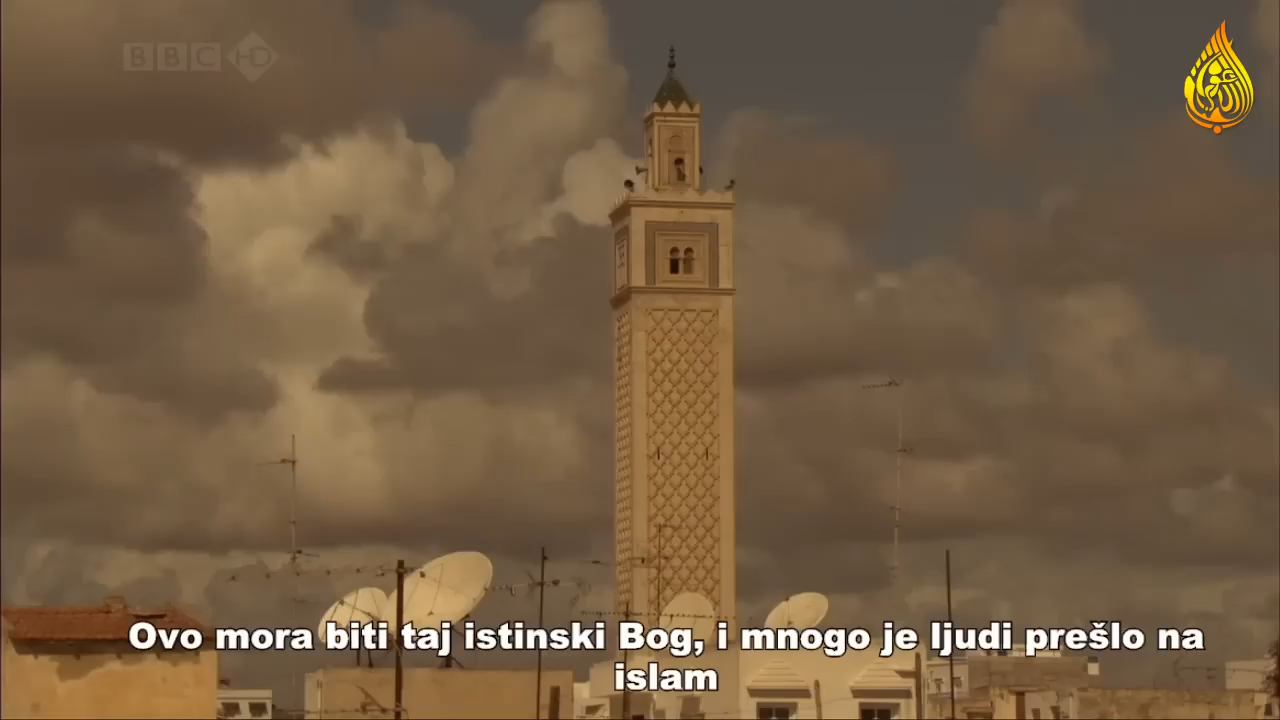 BBC HD
Ovo mora biti taj istinski Bog, i mnogo je ljudi prešlo na
islam